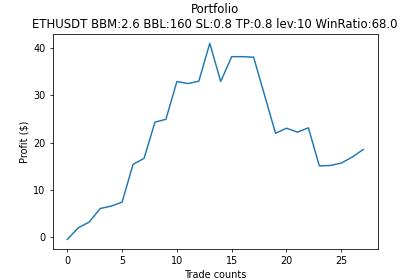 Portfolio
ETHUSDT BBM:2.6 BBL:160 SL:0.8 TP:0.8 lev:10 WinRatio:68.0
40
30
20
10
0
Profit ($)
0 5 10 15 20 25
Trade counts